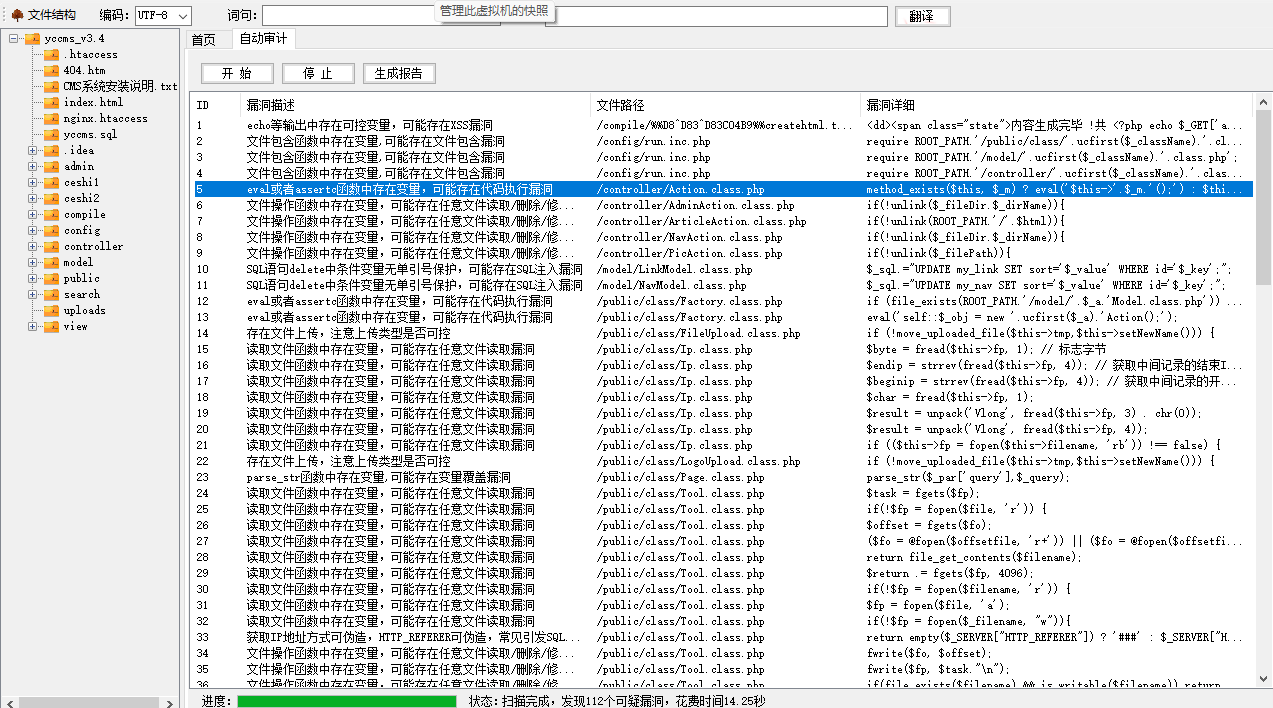 文件结构 编码: UTF-8 词句: 翻译
管理此虚拟机的快照
yccms_v3.4
.htaccess
404.htm
CMS系统安装说明.txt
index.html
nginx.htaccess
yccms.sql
.idea
admin
ceshi1
ceshi2
compile
config
controller
model
public
search
uploads
view
首页 自动审计
开 始 停 止 生成报告
ID 漏洞描述 文件路径 漏洞详细
1 echo等输出中存在可控变量，可能存在XSS漏洞 /compile/%%D8^D83^D83C04B9%%createhtml.t... <dd><span class="state">内容生成完毕 !共 <?php echo $_GET['a...
2 文件包含函数中存在变量,可能存在文件包含漏洞 /config/run.inc.php require ROOT_PATH.'/public/class/'.ucfirst($_className).'.cl...
3 文件包含函数中存在变量,可能存在文件包含漏洞 /config/run.inc.php require ROOT_PATH.'/model/'.ucfirst($_className).'.class.php';
4 文件包含函数中存在变量,可能存在文件包含漏洞 /config/run.inc.php require ROOT_PATH.'/controller/'.ucfirst($_className).'.class....
5 eval或者assertc函数中存在变量，可能存在代码执行漏洞 /controller/Action.class.php method_exists($this, $_m) ? eval('$this->'.$_m.'();') : $thi...
6 文件操作函数中存在变量，可能存在任意文件读取/删除/修... /controller/AdminAction.class.php if(!unlink($_fileDir.$_dirName)){
7 文件操作函数中存在变量，可能存在任意文件读取/删除/修... /controller/ArticleAction.class.php if(!unlink(ROOT_PATH.'/'.$html)){
8 文件操作函数中存在变量，可能存在任意文件读取/删除/修... /controller/NavAction.class.php if(!unlink($_fileDir.$_dirName)){
9 文件操作函数中存在变量，可能存在任意文件读取/删除/修... /controller/PicAction.class.php if(!unlink($_filePath)){
10 SQL语句delete中条件变量无单引号保护，可能存在SQL注入漏洞 /model/LinkModel.class.php $_sql.="UPDATE my_link SET sort='$_value' WHERE id='$_key';";
11 SQL语句delete中条件变量无单引号保护，可能存在SQL注入漏洞 /model/NavModel.class.php $_sql.="UPDATE my_nav SET sort='$_value' WHERE id='$_key';";
12 eval或者assertc函数中存在变量，可能存在代码执行漏洞 /public/class/Factory.class.php if (file_exists(ROOT_PATH.'/model/'.$_a.'Model.class.php')) ...
13 eval或者assertc函数中存在变量，可能存在代码执行漏洞 /public/class/Factory.class.php eval('self::$_obj = new '.ucfirst($_a).'Action();');
14 存在文件上传，注意上传类型是否可控 /public/class/FileUpload.class.php if (!move_uploaded_file($this->tmp,$this->setNewName())) {
15 读取文件函数中存在变量，可能存在任意文件读取漏洞 /public/class/Ip.class.php $byte = fread($this->fp, 1); // 标志字节
16 读取文件函数中存在变量，可能存在任意文件读取漏洞 /public/class/Ip.class.php $endip = strrev(fread($this->fp, 4)); // 获取中间记录的结束I...
17 读取文件函数中存在变量，可能存在任意文件读取漏洞 /public/class/Ip.class.php $beginip = strrev(fread($this->fp, 4)); // 获取中间记录的开...
18 读取文件函数中存在变量，可能存在任意文件读取漏洞 /public/class/Ip.class.php $char = fread($this->fp, 1);
19 读取文件函数中存在变量，可能存在任意文件读取漏洞 /public/class/Ip.class.php $result = unpack('Vlong', fread($this->fp, 3) . chr(0));
20 读取文件函数中存在变量，可能存在任意文件读取漏洞 /public/class/Ip.class.php $result = unpack('Vlong', fread($this->fp, 4));
21 读取文件函数中存在变量，可能存在任意文件读取漏洞 /public/class/Ip.class.php if (($this->fp = fopen($this->filename, 'rb')) !== false) {
22 存在文件上传，注意上传类型是否可控 /public/class/LogoUpload.class.php if (!move_uploaded_file($this->tmp,$this->setNewName())) {
23 parse_str函数中存在变量,可能存在变量覆盖漏洞 /public/class/Page.class.php parse_str($_par['query'],$_query);
24 读取文件函数中存在变量，可能存在任意文件读取漏洞 /public/class/Tool.class.php $task = fgets($fp);
25 读取文件函数中存在变量，可能存在任意文件读取漏洞 /public/class/Tool.class.php if(!$fp = fopen($file, 'r')) {
26 读取文件函数中存在变量，可能存在任意文件读取漏洞 /public/class/Tool.class.php $offset = fgets($fo);
27 读取文件函数中存在变量，可能存在任意文件读取漏洞 /public/class/Tool.class.php ($fo = @fopen($offsetfile, 'r+')) || ($fo = @fopen($offsetfi...
28 读取文件函数中存在变量，可能存在任意文件读取漏洞 /public/class/Tool.class.php return file_get_contents($filename);
29 读取文件函数中存在变量，可能存在任意文件读取漏洞 /public/class/Tool.class.php $return .= fgets($fp, 4096);
30 读取文件函数中存在变量，可能存在任意文件读取漏洞 /public/class/Tool.class.php if(!$fp = fopen($filename, 'r')) {
31 读取文件函数中存在变量，可能存在任意文件读取漏洞 /public/class/Tool.class.php $fp = fopen($file, 'a');
32 读取文件函数中存在变量，可能存在任意文件读取漏洞 /public/class/Tool.class.php if(!$fp = fopen($_filename, "w")){
33 获取IP地址方式可伪造，HTTP_REFERER可伪造，常见引发SQL... /public/class/Tool.class.php return empty($_SERVER["HTTP_REFERER"]) ? '###' : $_SERVER["H...
34 文件操作函数中存在变量，可能存在任意文件读取/删除/修... /public/class/Tool.class.php fwrite($fo, $offset);
35 文件操作函数中存在变量，可能存在任意文件读取/删除/修... /public/class/Tool.class.php fwrite($fp, $task."\n");
36 文件操作函数中存在变量，可能存在任意文件读取/删除/修... /public/class/Tool.class.php if(file_exists($filename) && is_writable($filename)) return
进度: 状态: 扫描完成，发现112个可疑漏洞，花费时间14.25秒